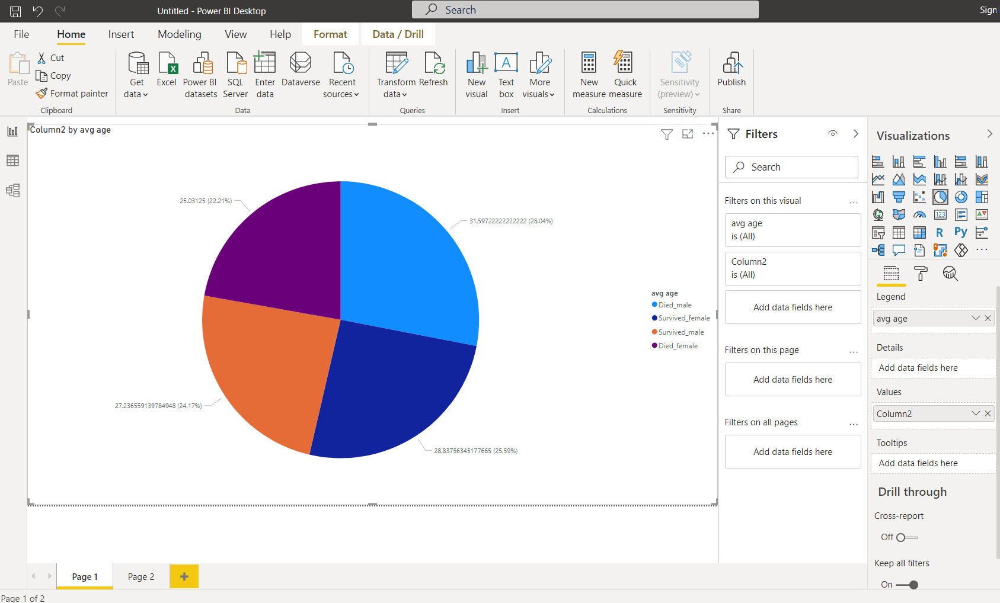 Untitled - Power BI Desktop
Search
Sign
File
Home
Insert
Modeling
View
Help
Format
Data / Drill
Paste
Cut
Copy
Format painter
Clipboard
Get
data
Excel
Power BI
datasets
SQL
Server
Enter
data
Dataverse
Recent
sources
Data
Transform
data
Refresh
Queries
New
visual
Text
box
More
visuals
Insert
New
measure
Quick
measure
Calculations
Sensitivity
(preview)
Sensitivity
Publish
Share
Column2 by avg age
25.03125 (22.21%)
31.59722222222222 (28.04%)
27.236559139784948 (24.17%)
28.83756345177665 (25.59%)
avg age
Died_male
Survived_female
Survived_male
Died_female
Filters
Search
Filters on this visual
...
avg age
is (All)
Column2
is (All)
Add data fields here
Filters on this page
...
Add data fields here
Filters on all pages
...
Add data fields here
Visualizations
123
R
Py
...
Legend
avg age
Details
Add data fields here
Values
Column2
Tooltips
Add data fields here
Drill through
Cross-report
Off
Keep all filters
On
Page 1
Page 2
+
Page 1 of 2